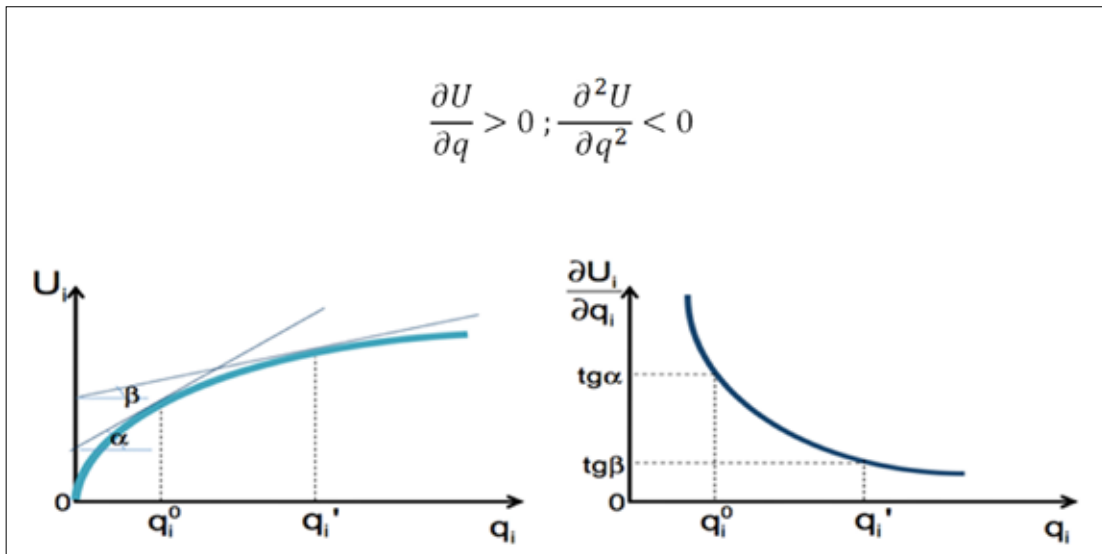 ∂U/∂q > 0 ; ∂²U/∂q² < 0
Uᵢ
β
α
0
qᵢ⁰
qᵢ'
qᵢ
∂Uᵢ/∂qᵢ
tgα
tgβ
0
qᵢ⁰
qᵢ'
qᵢ